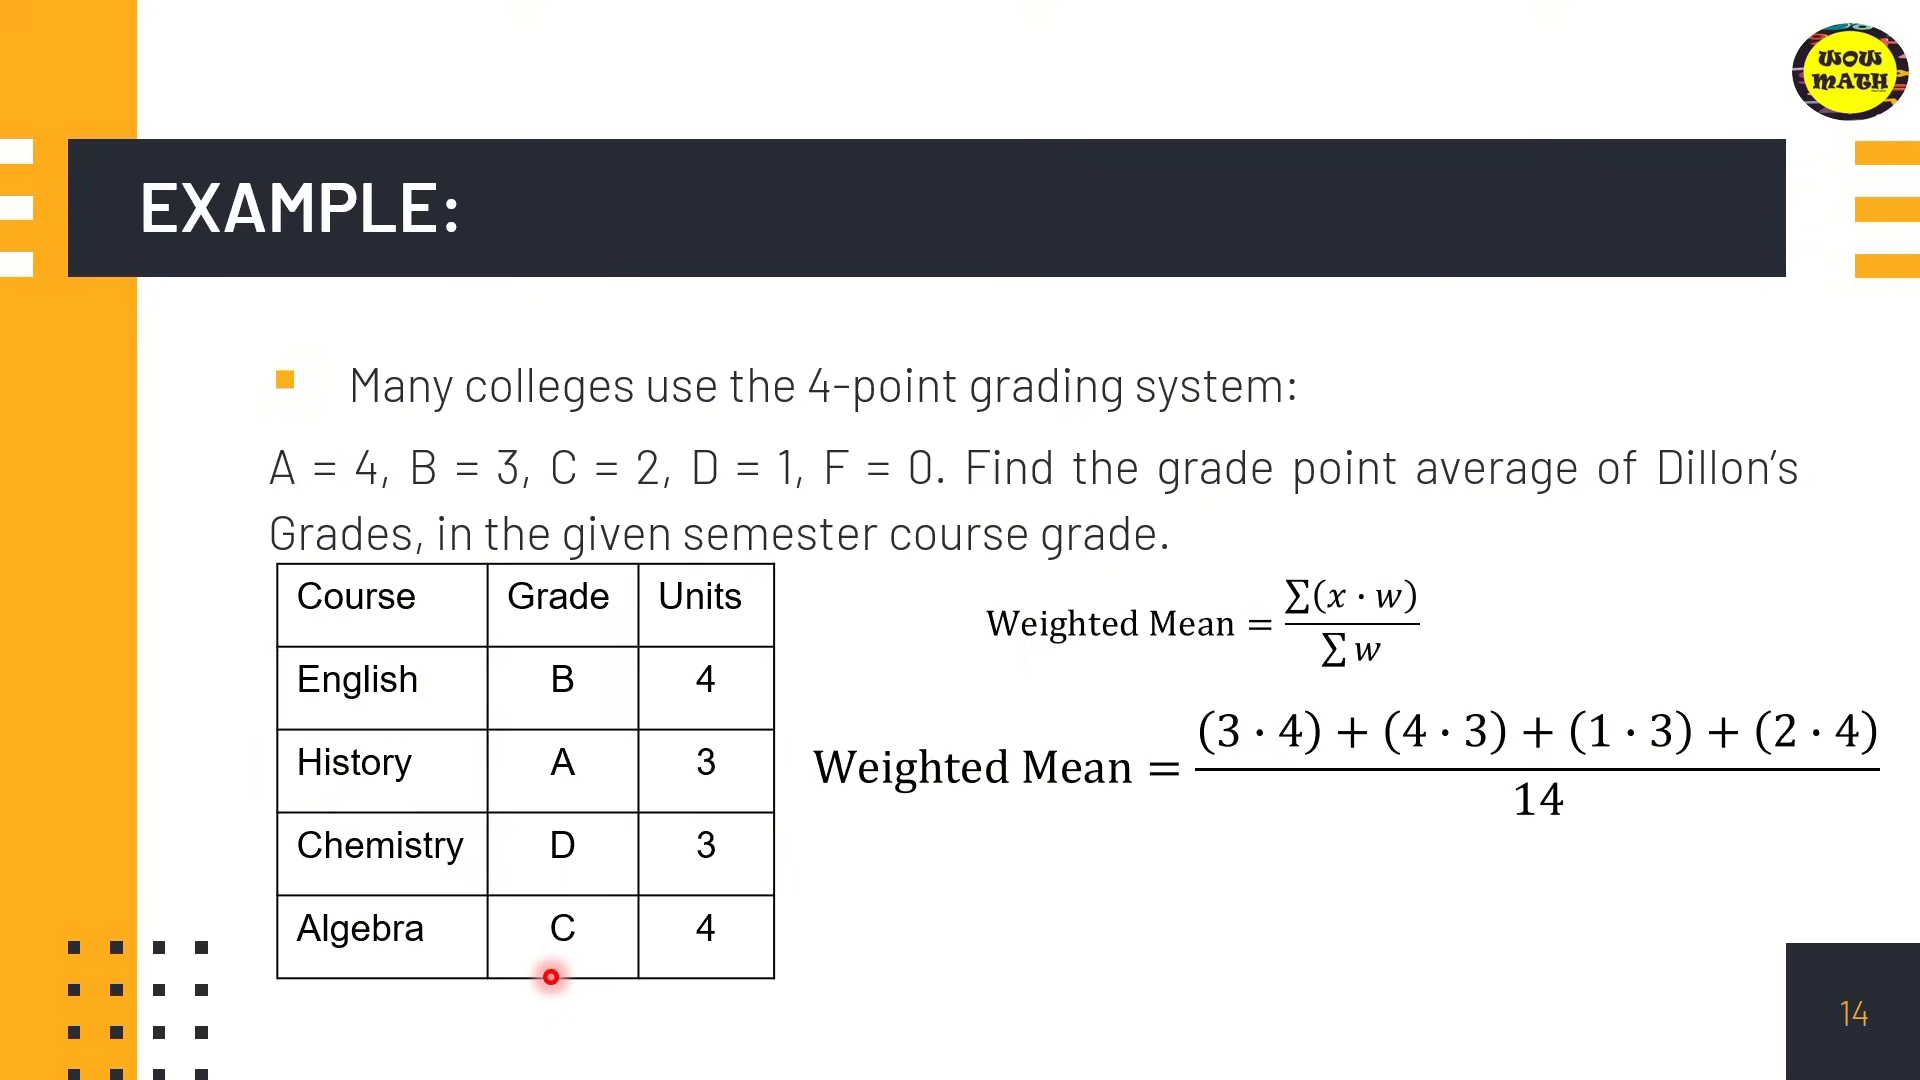 WOW
MATH
EXAMPLE:
Many colleges use the 4-point grading system:
A = 4, B = 3, C = 2, D = 1, F = 0. Find the grade point average of Dillon’s
Grades, in the given semester course grade.
Course Grade Units
English B 4
History A 3
Chemistry D 3
Algebra C 4
Weighted Mean = ∑(x · w) / ∑ w
Weighted Mean = (3 · 4) + (4 · 3) + (1 · 3) + (2 · 4) / 14
14